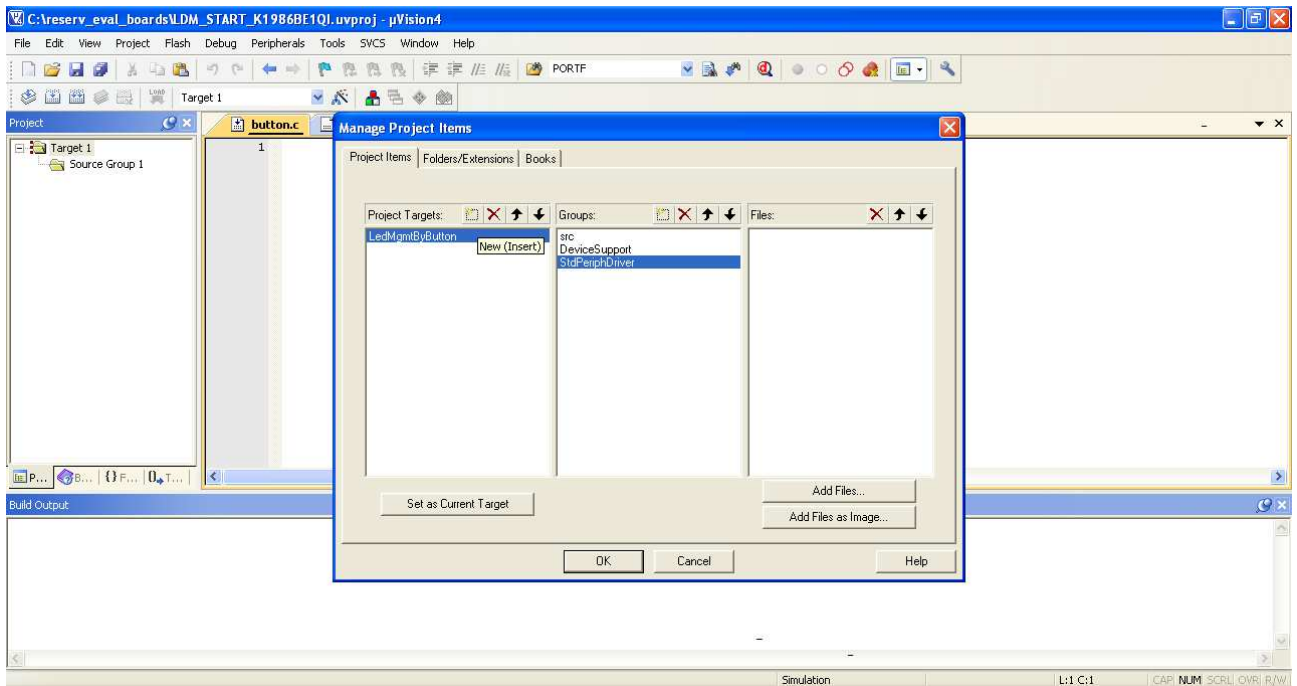 C:\reserv_eval_boards\LDM_START_K1986BE1QI.uvproj - µVision4
File Edit View Project Flash Debug Peripherals Tools SVCS Window Help
PORTF
LOAD Target 1
Project
button.c
Target 1
Source Group 1
1
Manage Project Items
Project Items Folders/Extensions Books
Project Targets: Groups: Files:
LedMgmtByButton
New (Insert)
src
DeviceSupport
StdPeriphDriver
Set as Current Target
Add Files...
Add Files as Image...
OK Cancel Help
P... B... {} F... 0 T...
Build Output
Simulation L:1 C:1 CAP NUM SCRL OVR R/W